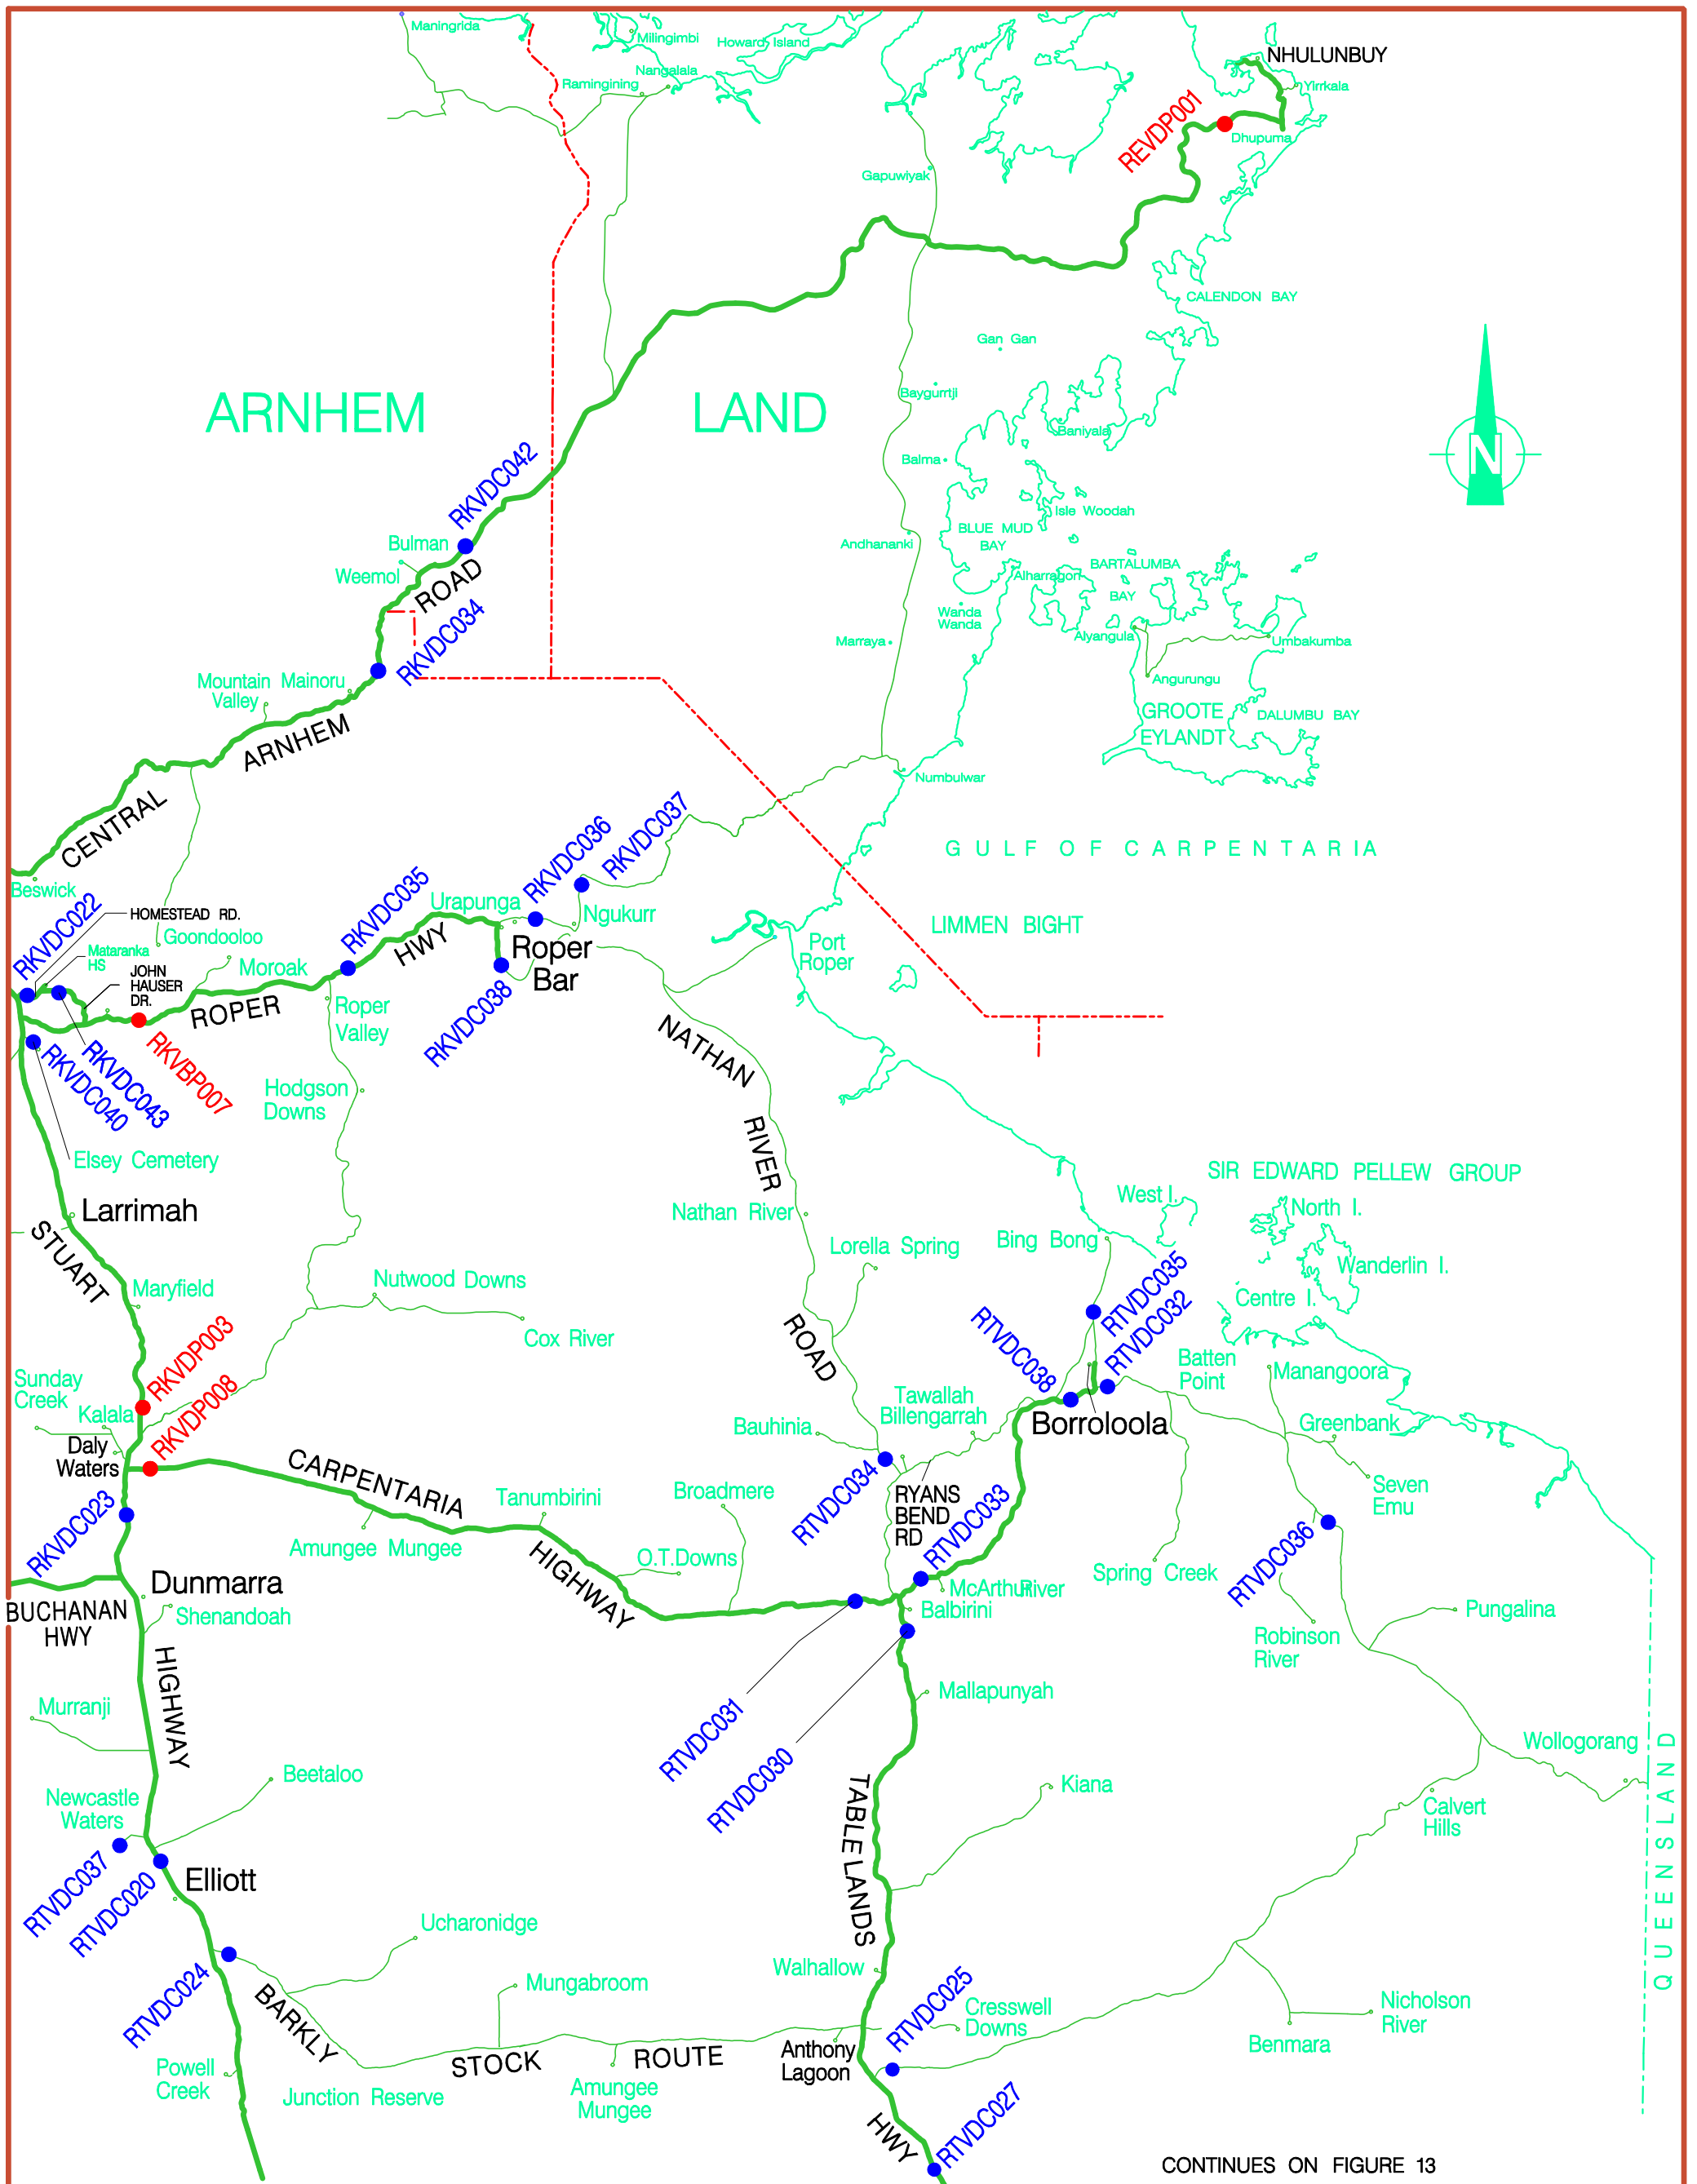 Maningrida
Milingimbi
Howard Island
Nangalala
Ramingining
NHULUNBUY
Yirrkala
REVDP001
Dhupuma
Gapuwiyak
CALENDON BAY
Gan Gan
Baygurrtji
ARNHEM LAND
Baniyala
Balma
RKVDC042
Isle Woodah
BLUE MUD
BAY
Bulman
Andhananki
Weemol
ROAD
Alharragon
BARTALUMBA
BAY
Wanda
Wanda
RKVDC034
Marraya
Alyangula
Umbakumba
Mountain
Valley
Mainoru
Angurungu
GROOTE
EYLANDT
DALUMBU BAY
ARNHEM
Numbulwar
CENTRAL
GULF OF CARPENTARIA
Beswick
RKVDC022
HOMESTEAD RD.
Goondooloo
RKVDC035
Urapunga
RKVDC036
RKVDC037
Ngukurr
HWY
LIMMEN BIGHT
Mataranka
HS
JOHN
HAUSER
DR.
Moroak
Roper
Bar
Port
Roper
ROPER
Roper
Valley
RKVDC038
NATHAN
RKVDC040
RKVDC043
RKVBP007
Hodgson
Downs
Elsey Cemetery
RIVER
SIR EDWARD PELLEW GROUP
West I.
North I.
Larrimah
Nathan River
Lorella Spring
Bing Bong
STUART
Wanderlin I.
Maryfield
Nutwood Downs
Centre I.
Cox River
RKVDP003
ROAD
RTVDC035
RTVDC032
RTVDC038
Sunday
Creek
Kalala
RKVDP008
Batten
Point
Manangoora
Tawallah
Billengarrah
Bauhinia
Borroloola
Greenbank
Daly
Waters
CARPENTARIA
Seven
Emu
RKVDC023
Tanumbirini
Broadmere
RTVDC034
RYANS
BEND
RD
RTVDC033
Amungee Mungee
HIGHWAY
O.T.Downs
Spring Creek
RTVDC036
Dunmarra
McArthur River
Balbirini
BUCHANAN
HWY
Shenandoah
Pungalina
Robinson
River
HIGHWAY
Mallapunyah
Murranji
RTVDC031
RTVDC030
Wollogorang
QUEENSLAND
Beetaloo
Newcastle
Waters
TABLELANDS
Kiana
Calvert
Hills
RTVDC037
RTVDC020
Elliott
Ucharonidge
RTVDC024
Walhallow
Mungabroom
RTVDC025
Cresswell
Downs
Nicholson
River
Benmara
BARKLY
STOCK
ROUTE
Anthony
Lagoon
Powell
Creek
Junction Reserve
Amungee
Mungee
HWY
RTVDC027
CONTINUES ON FIGURE 13
N